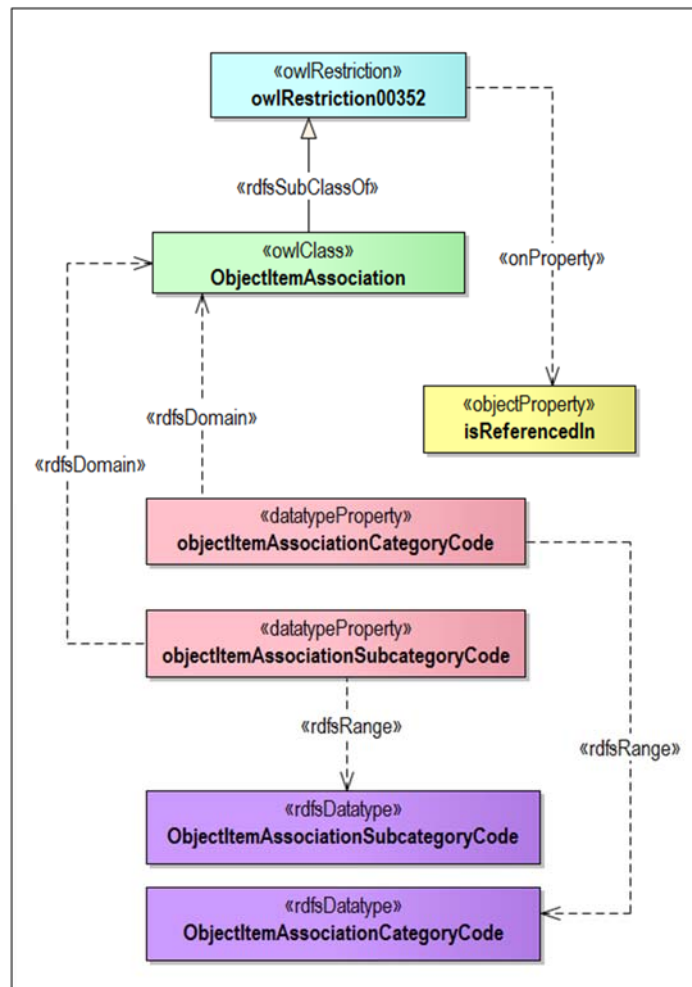 «owlRestriction»
owlRestriction00352
«rdfsSubClassOf»
«owlClass»
ObjectItemAssociation
«onProperty»
«objectProperty»
isReferencedIn
«rdfsDomain»
«rdfsDomain»
«datatypeProperty»
objectItemAssociationCategoryCode
«datatypeProperty»
objectItemAssociationSubcategoryCode
«rdfsRange»
«rdfsRange»
«rdfsDatatype»
ObjectItemAssociationSubcategoryCode
«rdfsDatatype»
ObjectItemAssociationCategoryCode